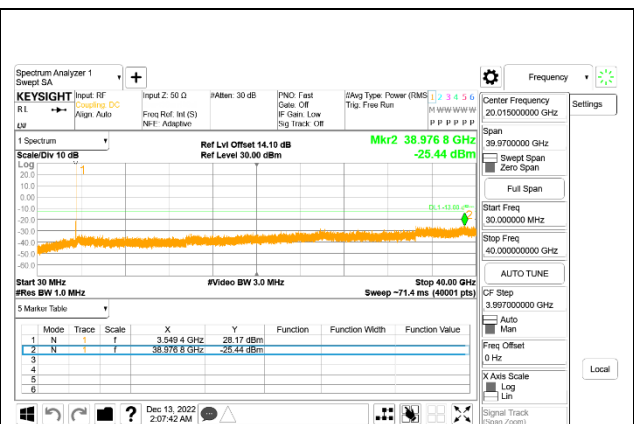 Spectrum Analyzer 1
Swept SA
Frequency
KEYSIGHT
Input: RF
Coupling: DC
Align: Auto
Input Z: 50 Ω
Freq Ref: Int (S)
NFE: Adaptive
#Atten: 30 dB
PNO: Fast
Gate: Off
IF Gain: Low
Sig Track: Off
#Avg Type: Power (RMS
Trig: Free Run
1 2 3 4 5 6
M W W W W W
P P P P P P
Center Frequency
20.015000000 GHz
Settings
Span
39.9700000 GHz
Swept Span
Zero Span
Full Span
Start Freq
30.000000 MHz
Stop Freq
40.000000000 GHz
AUTO TUNE
CF Step
3.997000000 GHz
Auto
Man
Freq Offset
0 Hz
X Axis Scale
Log
Lin
Signal Track
(Span Zoom)
Local
1 Spectrum
Scale/Div 10 dB
Log
Ref Lvl Offset 14.10 dB
Ref Level 30.00 dBm
Mkr2 38.976 8 GHz
-25.44 dBm
20.0
10.0
0.00
-10.0
-20.0
-30.0
-40.0
-50.0
-60.0
1
2
Start 30 MHz
#Res BW 1.0 MHz
#Video BW 3.0 MHz
Stop 40.00 GHz
Sweep ~71.4 ms (40001 pts)
5 Marker Table
Mode Trace Scale X Y Function Function Width Function Value
1 N 1 f 3.549 4 GHz 28.17 dBm
2 N 1 f 38.976 8 GHz -25.44 dBm
3
4
5
6
?
Dec 13, 2022
2:07:42 AM